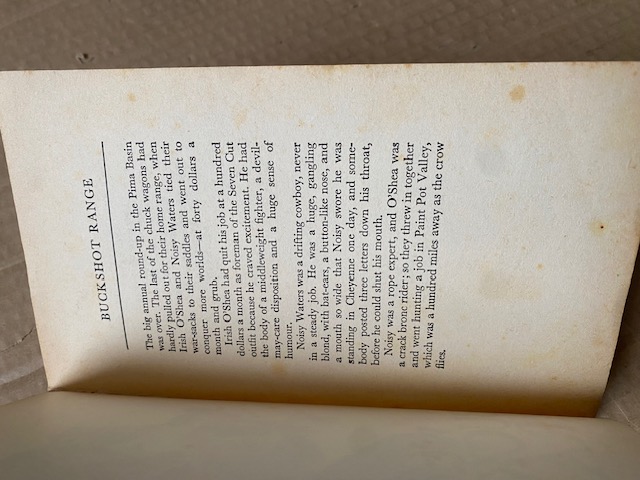 BUCKSHOT RANGE
The big annual round-up in the Pima Basin
was over. The last of the chuck wagons had
hardly pulled out for their home range, when
Irish O'Shea and Noisy Waters tied their
war-sacks to their saddles and went out to
conquer more worlds—at forty dollars a
month and grub.
Irish O'Shea had quit his job at a hundred
dollars a month as foreman of the Seven Cut
outfit because he craved excitement. He had
the body of a middleweight fighter, a devil-
may-care disposition and a huge sense of
humour.
Noisy Waters was a drifting cowboy, never
in a steady job. He was a huge, gangling
blond, with bat-ears, a button-like nose, and
a mouth so wide that Noisy swore he was
standing in Cheyenne one day, and some-
body posted three letters down his throat,
before he could shut his mouth.
Noisy was a rope expert, and O'Shea was
a crack bronc rider; so they threw in together
and went hunting a job in Paint Pot Valley,
which was a hundred miles away as the crow
flies.